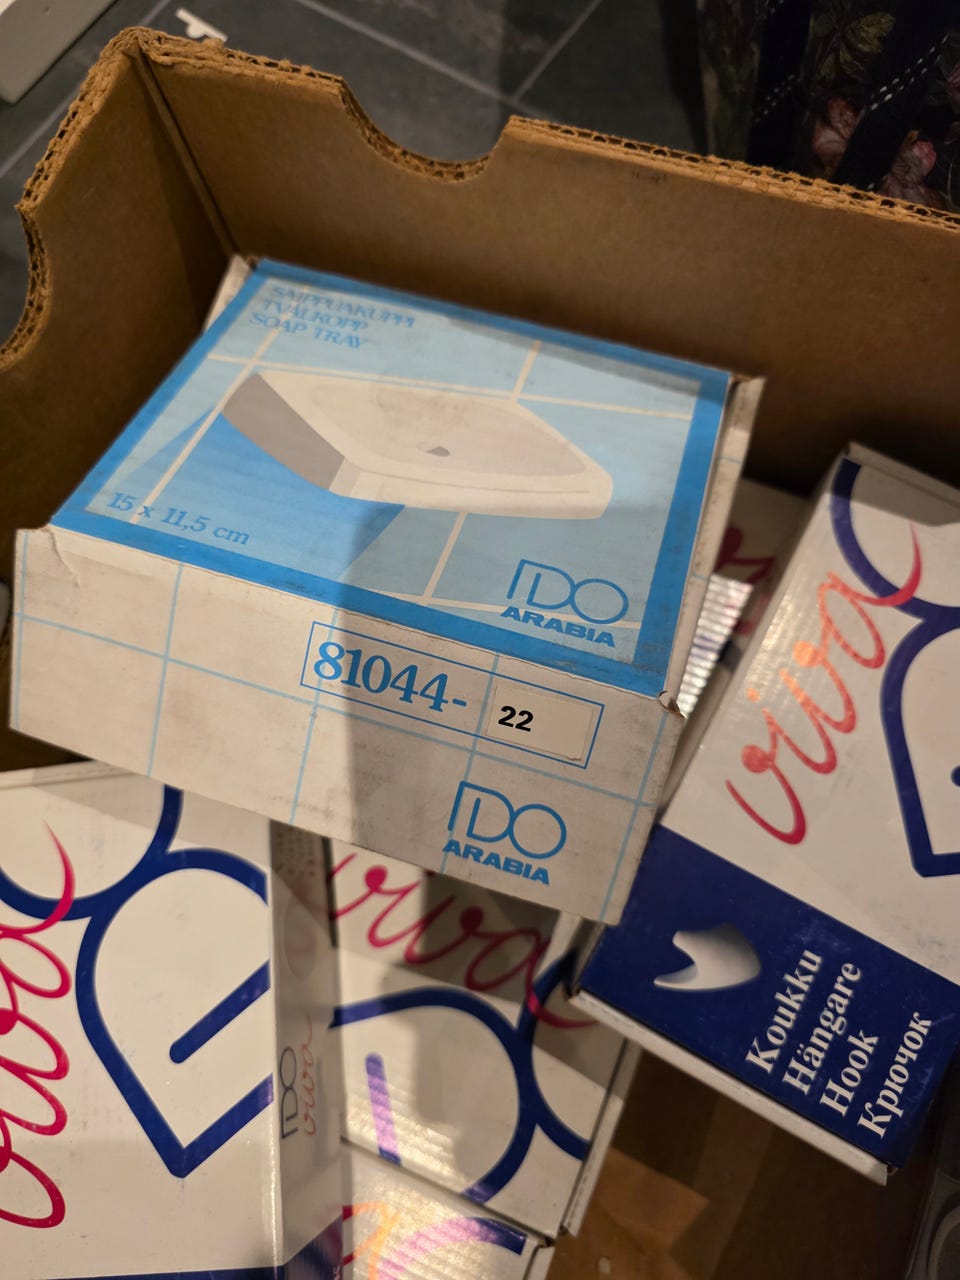 SAIPPUAKUPPI
TVÅLKOPP
SOAP TRAY
15 x 11,5 cm
IDO
ARABIA
81044-
22
IDO
ARABIA
viva
Koukku
Hängare
Hook
Крючок
viva
viva
IDO
viva